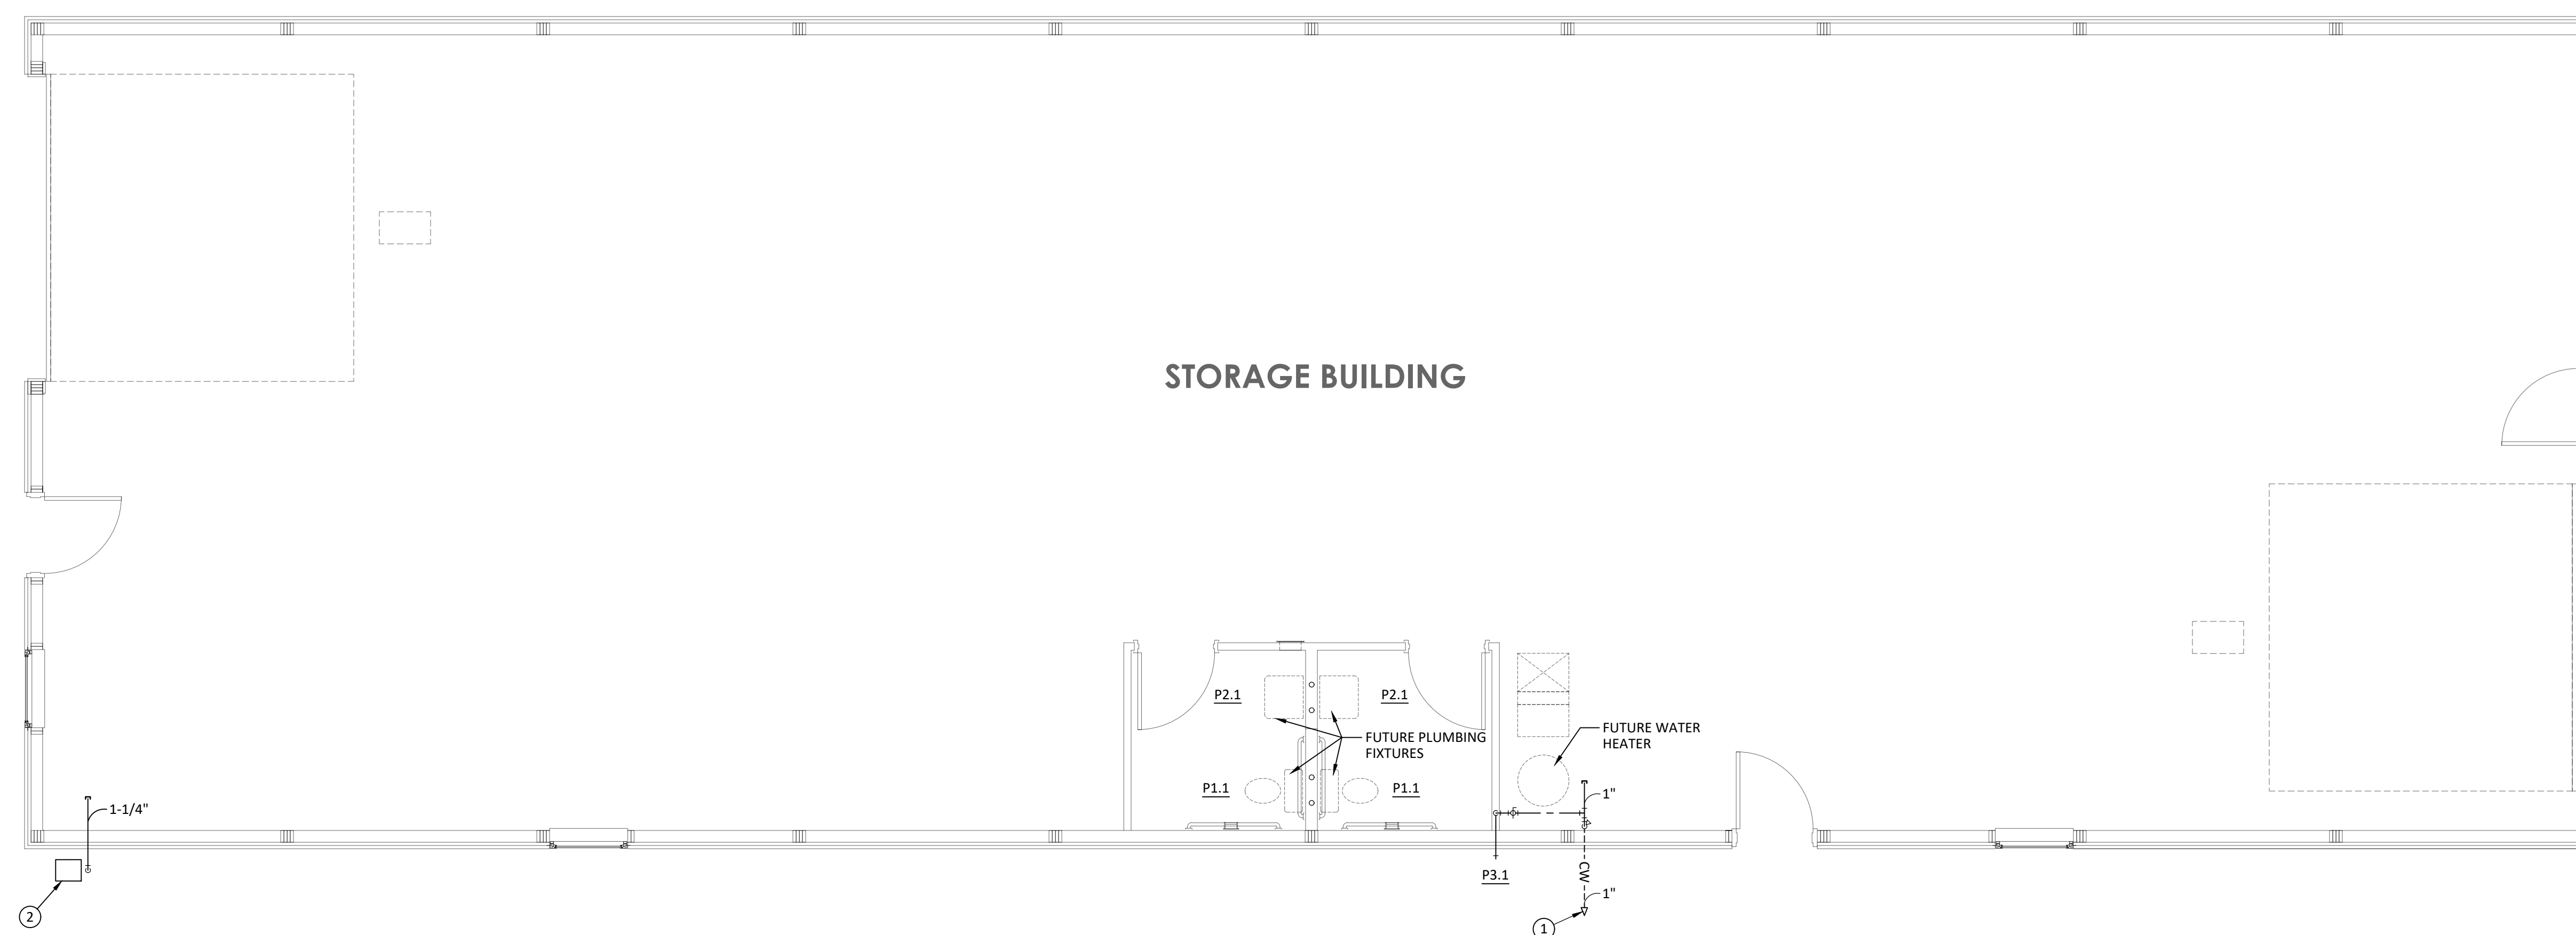 STORAGE BUILDING
P2.1
P2.1
FUTURE PLUMBING
FIXTURES
FUTURE WATER
HEATER
P1.1
P1.1
1"
1-1/4"
P3.1
CW
1"
2
1